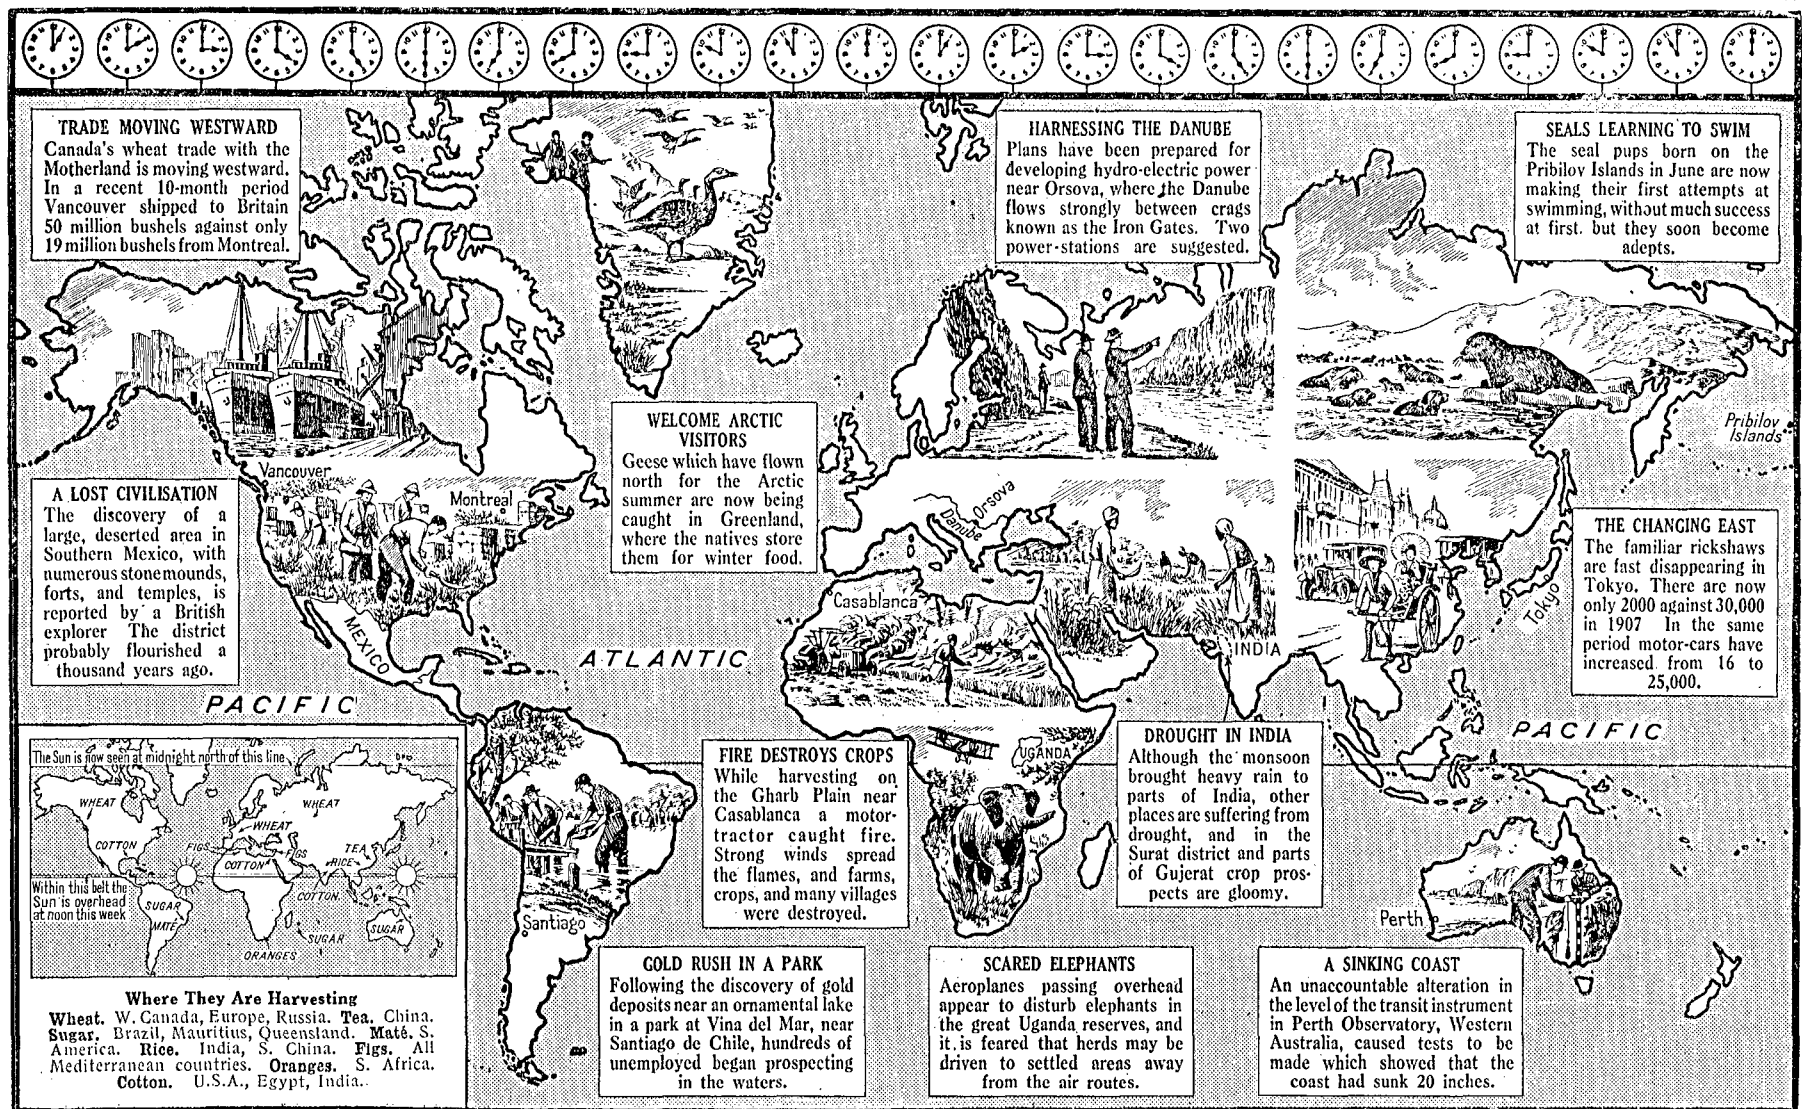 TRADE MOVING WESTWARD
Canada's wheat trade with the
Motherland is moving westward.
In a recent 10-month period
Vancouver shipped to Britain
50 million bushels against only
19 million bushels from Montreal.
HARNESSING THE DANUBE
Plans have been prepared for
developing hydro-electric power
near Orsova, where the Danube
flows strongly between crags
known as the Iron Gates. Two
power-stations are suggested.
SEALS LEARNING TO SWIM
The seal pups born on the
Pribilov Islands in June are now
making their first attempts at
swimming, without much success
at first. but they soon become
adepts.
Pribilov
Islands
WELCOME ARCTIC
VISITORS
Geese which have flown
north for the Arctic
summer are now being
caught in Greenland,
where the natives store
them for winter food.
Vancouver
Montreal
A LOST CIVILISATION
The discovery of a
large, deserted area in
Southern Mexico, with
numerous stone mounds,
forts, and temples, is
reported by a British
explorer The district
probably flourished a
thousand years ago.
MEXICO
Orsova
Danube
Casablanca
INDIA
Tokyo
THE CHANGING EAST
The familiar rickshaws
are fast disappearing in
Tokyo. There are now
only 2000 against 30,000
in 1907 In the same
period motor-cars have
increased from 16 to
25,000.
ATLANTIC
PACIFIC
PACIFIC
UGANDA
FIRE DESTROYS CROPS
While harvesting on
the Gharb Plain near
Casablanca a motor-
tractor caught fire.
Strong winds spread
the flames, and farms,
crops, and many villages
were destroyed.
DROUGHT IN INDIA
Although the monsoon
brought heavy rain to
parts of India, other
places are suffering from
drought, and in the
Surat district and parts
of Gujerat crop pros-
pects are gloomy.
Santiago
Perth
The Sun is now seen at midnight north of this line
WHEAT
WHEAT
WHEAT
COTTON
FIGS
FIGS
COTTON
TEA
RICE
Within this belt the
Sun is overhead
at noon this week
COTTON
SUGAR
MATÉ
SUGAR
SUGAR
ORANGES
Where They Are Harvesting
Wheat. W. Canada, Europe, Russia. Tea. China.
Sugar. Brazil, Mauritius, Queensland. Maté. S.
America. Rice. India, S. China. Figs. All
Mediterranean countries. Oranges. S. Africa.
Cotton. U.S.A., Egypt, India.
GOLD RUSH IN A PARK
Following the discovery of gold
deposits near an ornamental lake
in a park at Vina del Mar, near
Santiago de Chile, hundreds of
unemployed began prospecting
in the waters.
SCARED ELEPHANTS
Aeroplanes passing overhead
appear to disturb elephants in
the great Uganda reserves, and
it is feared that herds may be
driven to settled areas away
from the air routes.
A SINKING COAST
An unaccountable alteration in
the level of the transit instrument
in Perth Observatory, Western
Australia, caused tests to be
made which showed that the
coast had sunk 20 inches.